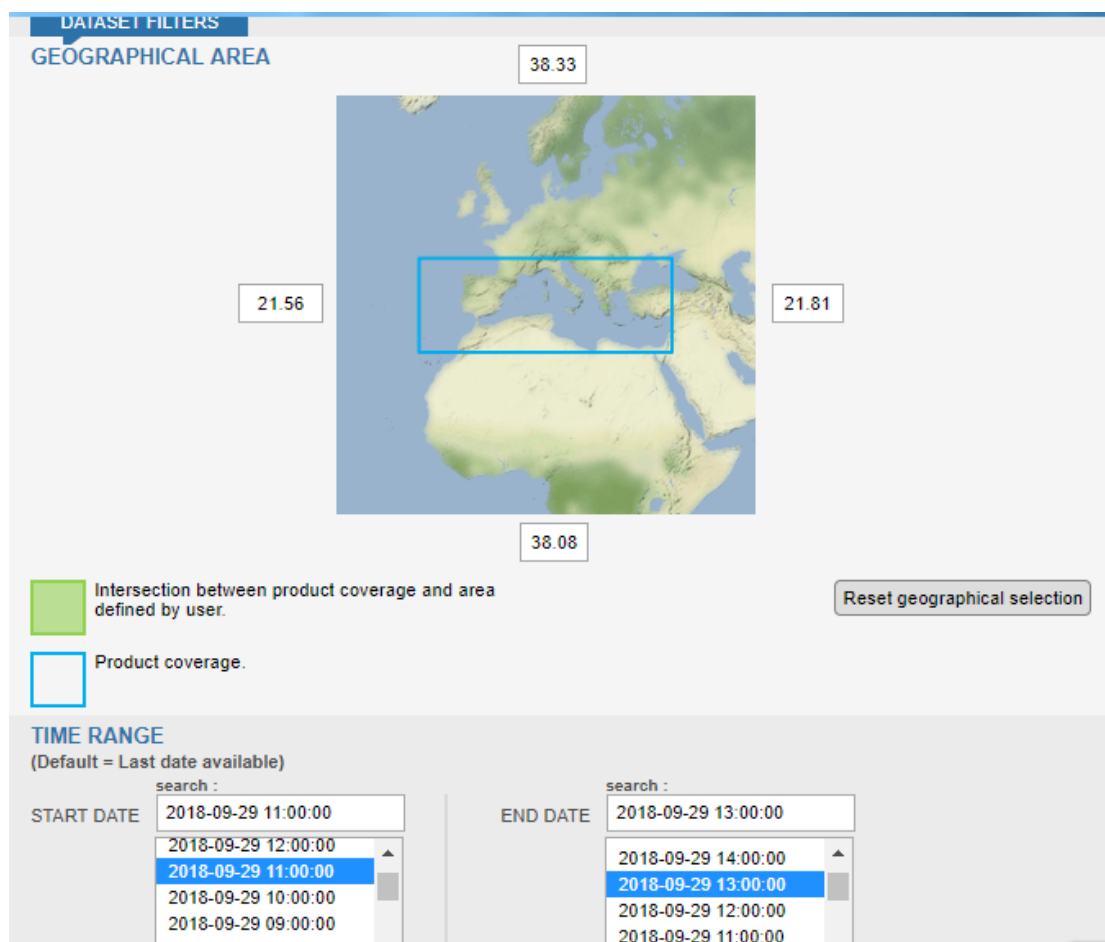 DATASET FILTERS
GEOGRAPHICAL AREA
38.33
21.56
21.81
38.08
Intersection between product coverage and area
defined by user.
Reset geographical selection
Product coverage.
TIME RANGE
(Default = Last date available)
search :
search :
START DATE
2018-09-29 11:00:00
END DATE
2018-09-29 13:00:00
2018-09-29 12:00:00
2018-09-29 11:00:00
2018-09-29 10:00:00
2018-09-29 09:00:00
2018-09-29 14:00:00
2018-09-29 13:00:00
2018-09-29 12:00:00
2018-09-29 11:00:00